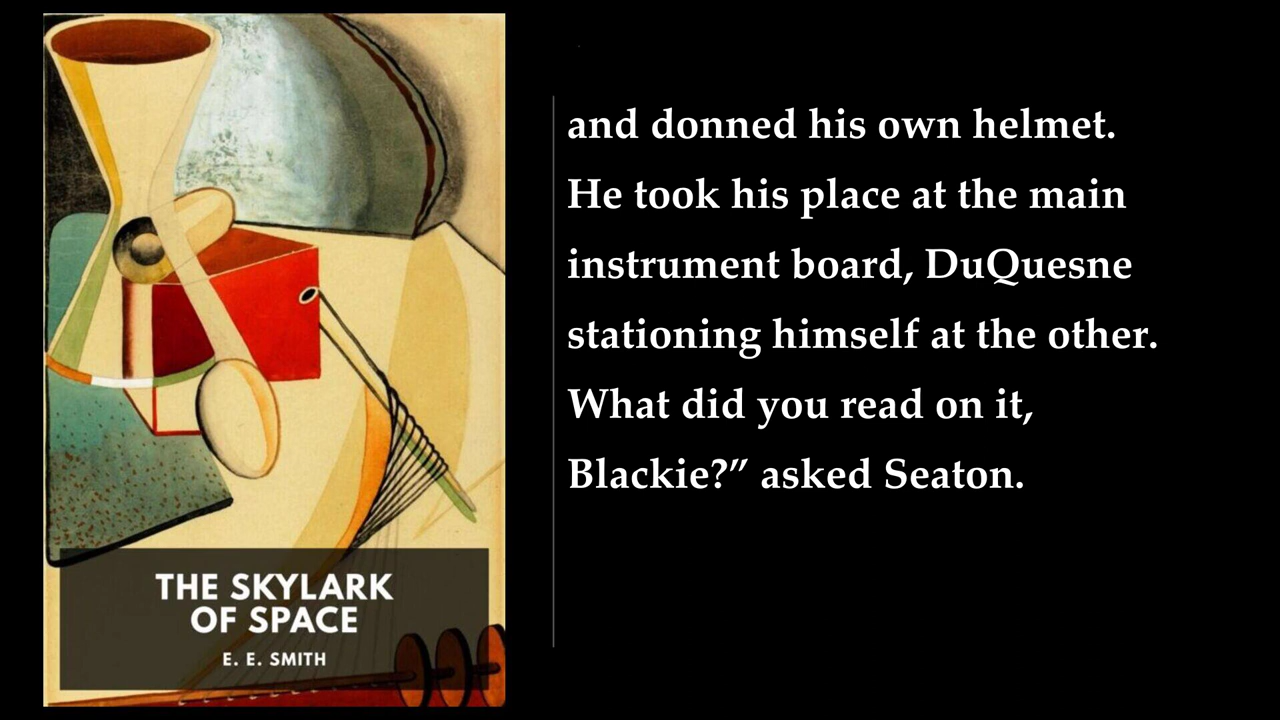 THE SKYLARK
OF SPACE
E. E. SMITH
and donned his own helmet.
He took his place at the main
instrument board, DuQuesne
stationing himself at the other.
What did you read on it,
Blackie?” asked Seaton.